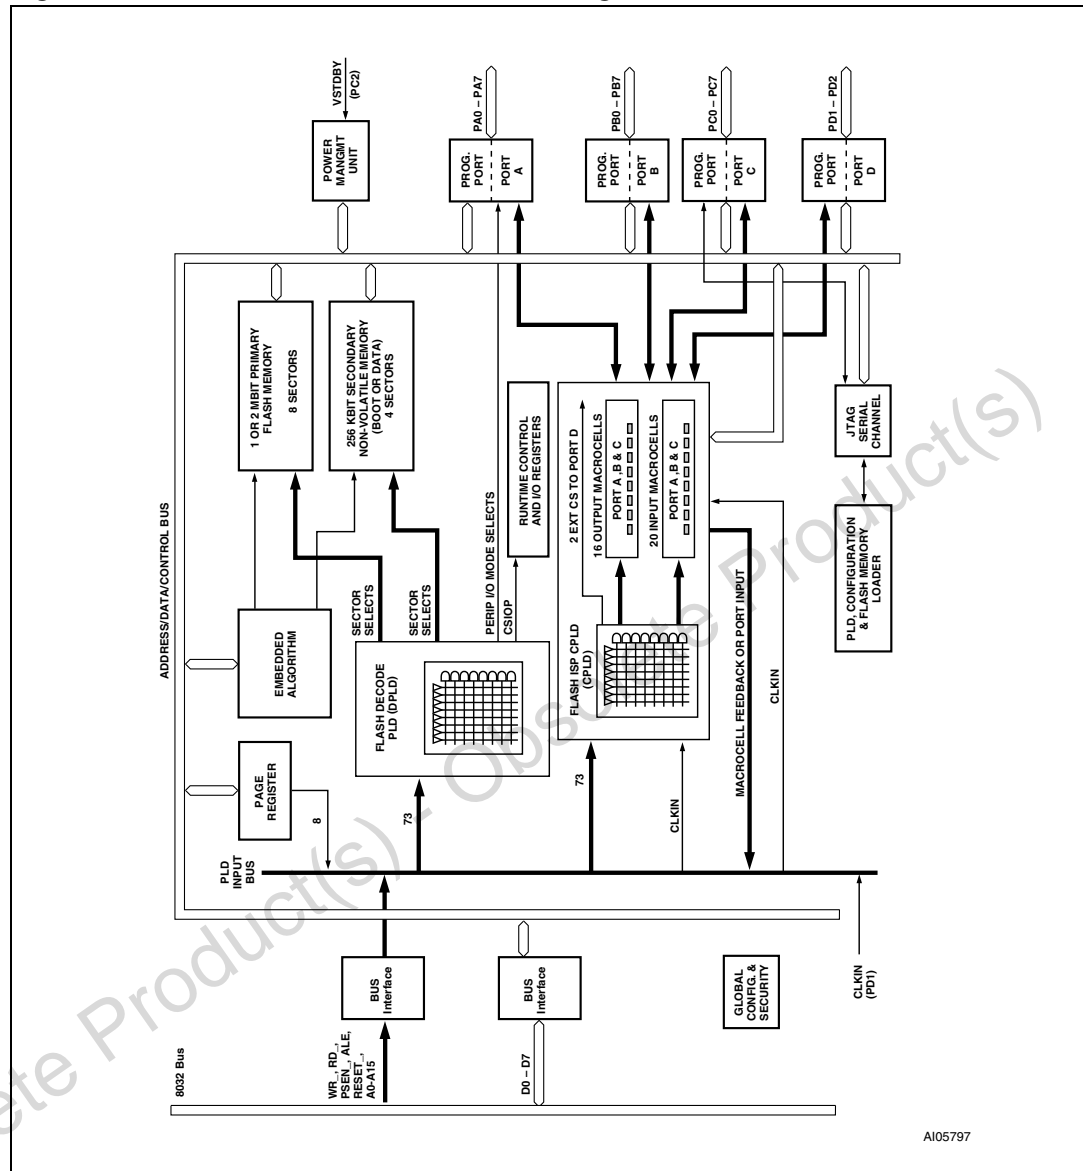 VSTDBY
(PC2)
PA0 – PA7
PB0 – PB7
PC0 – PC7
PD1 – PD2
POWER
MANGMT
UNIT
PROG.
PORT
PORT
A
PROG.
PORT
PORT
B
PROG.
PORT
PORT
C
PROG.
PORT
PORT
D
ADDRESS/DATA/CONTROL BUS
1 OR 2 MBIT PRIMARY
FLASH MEMORY
8 SECTORS
256 KBIT SECONDARY
NON-VOLATILE MEMORY
(BOOT OR DATA)
4 SECTORS
RUNTIME CONTROL
AND I/O REGISTERS
PERIP I/O MODE SELECTS
CSIOP
2 EXT CS TO PORT D
16 OUTPUT MACROCELLS
PORT A ,B & C
20 INPUT MACROCELLS
PORT A ,B & C
JTAG
SERIAL
CHANNEL
PLD, CONFIGURATION
& FLASH MEMORY
LOADER
EMBEDDED
ALGORITHM
SECTOR
SELECTS
SECTOR
SELECTS
FLASH DECODE
PLD (DPLD)
FLASH ISP CPLD
(CPLD)
MACROCELL FEEDBACK OR PORT INPUT
CLKIN
PAGE
REGISTER
8
73
73
CLKIN
PLD
INPUT
BUS
BUS
Interface
BUS
Interface
GLOBAL
CONFIG. &
SECURITY
CLKIN
(PD1)
8032 Bus
WR_, RD_,
PSEN_, ALE,
RESET_,
A0-A15
D0 – D7
AI05797
ete Product(s) - Obsolete Product(s)